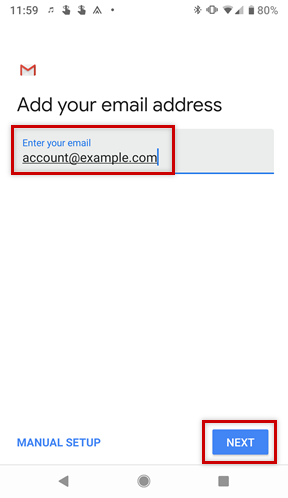 11:59 80%
Add your email address
Enter your email
account@example.com
MANUAL SETUP NEXT